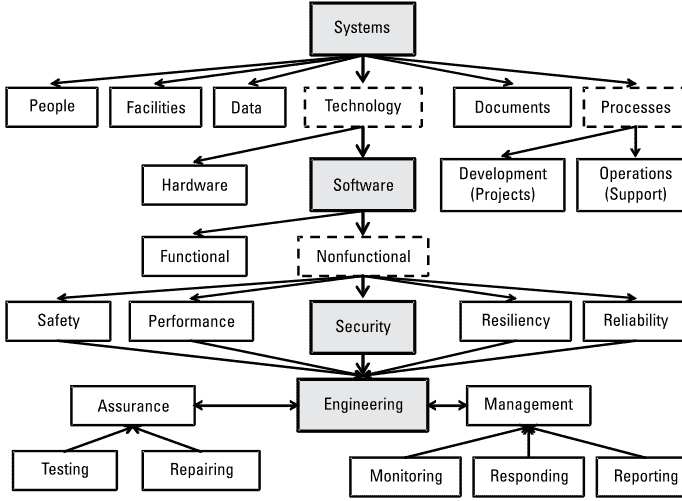 Systems
People
Facilities
Data
Technology
Documents
Processes
Hardware
Software
Development
(Projects)
Operations
(Support)
Functional
Nonfunctional
Safety
Performance
Security
Resiliency
Reliability
Assurance
Engineering
Management
Testing
Repairing
Monitoring
Responding
Reporting